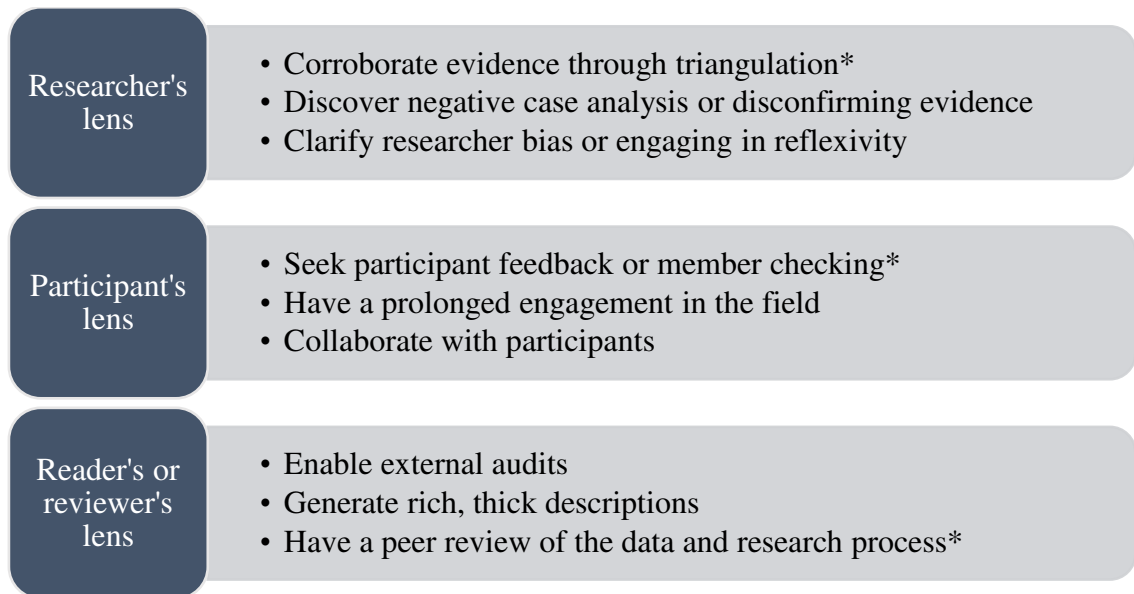 Researcher's
lens
• Corroborate evidence through triangulation*
• Discover negative case analysis or disconfirming evidence
• Clarify researcher bias or engaging in reflexivity
Participant's
lens
• Seek participant feedback or member checking*
• Have a prolonged engagement in the field
• Collaborate with participants
Reader's or
reviewer's
lens
• Enable external audits
• Generate rich, thick descriptions
• Have a peer review of the data and research process*